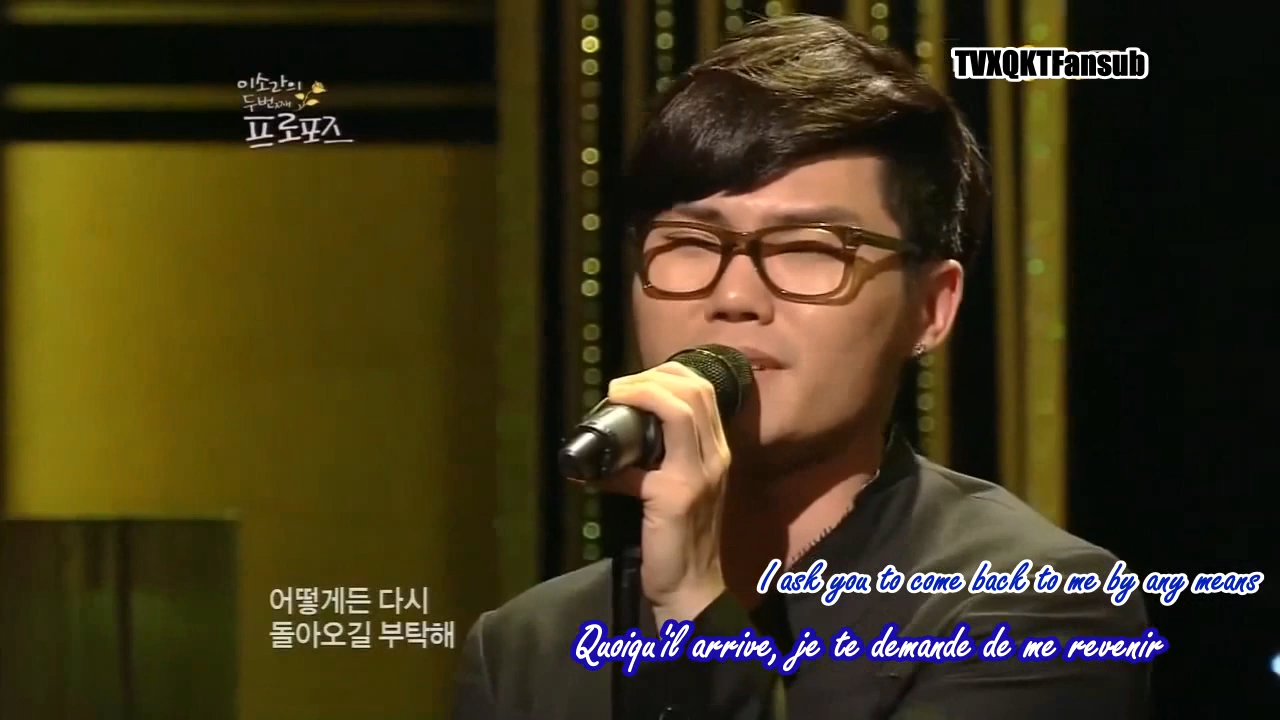 이소라의
두번째
프로포즈
TVXQKTFansub
어떻게든 다시
돌아오길 부탁해
I ask you to come back to me by any means
Quoiqu'il arrive, je te demande de me revenir